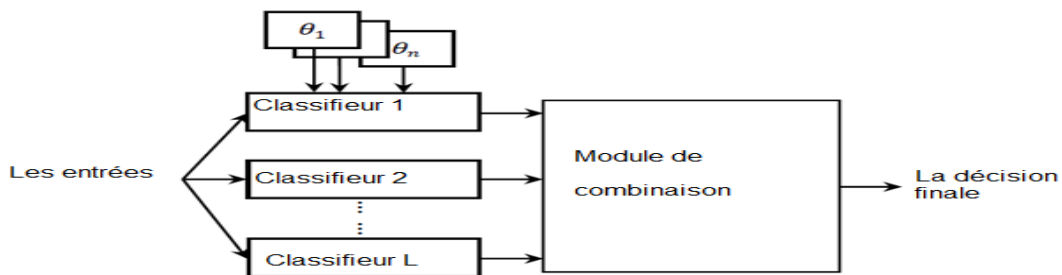 θ₁
θₙ
Classifieur 1
Les entrées
Classifieur 2
Module de
combinaison
La décision
finale
Classifieur L